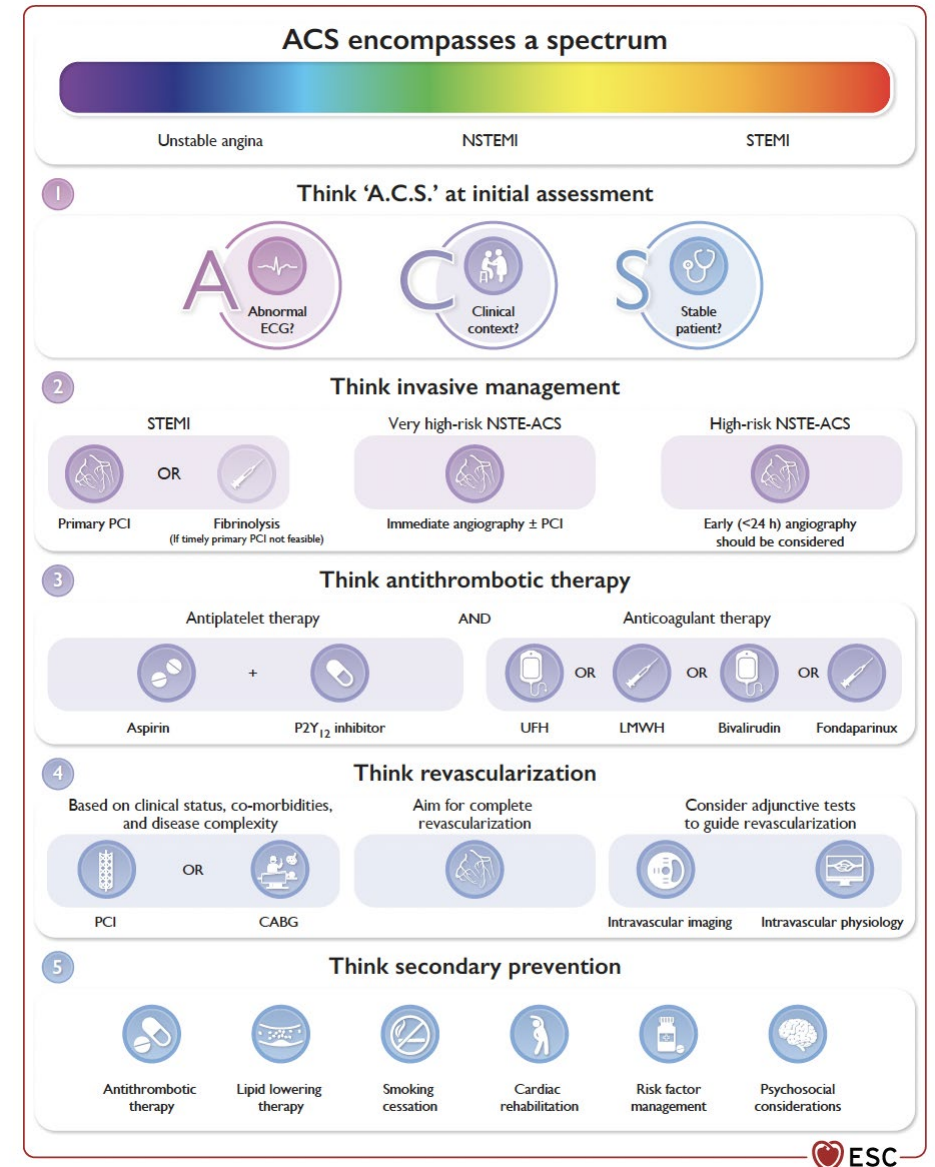 ACS encompasses a spectrum
Unstable angina
NSTEMI
STEMI
1
Think ‘A.C.S.’ at initial assessment
A
Abnormal
ECG?
C
Clinical
context?
S
Stable
patient?
2
Think invasive management
STEMI
OR
Primary PCI
Fibrinolysis
(If timely primary PCI not feasible)
Very high-risk NSTE-ACS
Immediate angiography ± PCI
High-risk NSTE-ACS
Early (<24 h) angiography
should be considered
3
Think antithrombotic therapy
Antiplatelet therapy
AND
Anticoagulant therapy
+
OR
OR
OR
Aspirin
P2Y12 inhibitor
UFH
LMWH
Bivalirudin
Fondaparinux
4
Think revascularization
Based on clinical status, co-morbidities,
and disease complexity
OR
PCI
CABG
Aim for complete
revascularization
Consider adjunctive tests
to guide revascularization
Intravascular imaging
Intravascular physiology
5
Think secondary prevention
Antithrombotic
therapy
Lipid lowering
therapy
Smoking
cessation
Cardiac
rehabilitation
Risk factor
management
Psychosocial
considerations
ESC